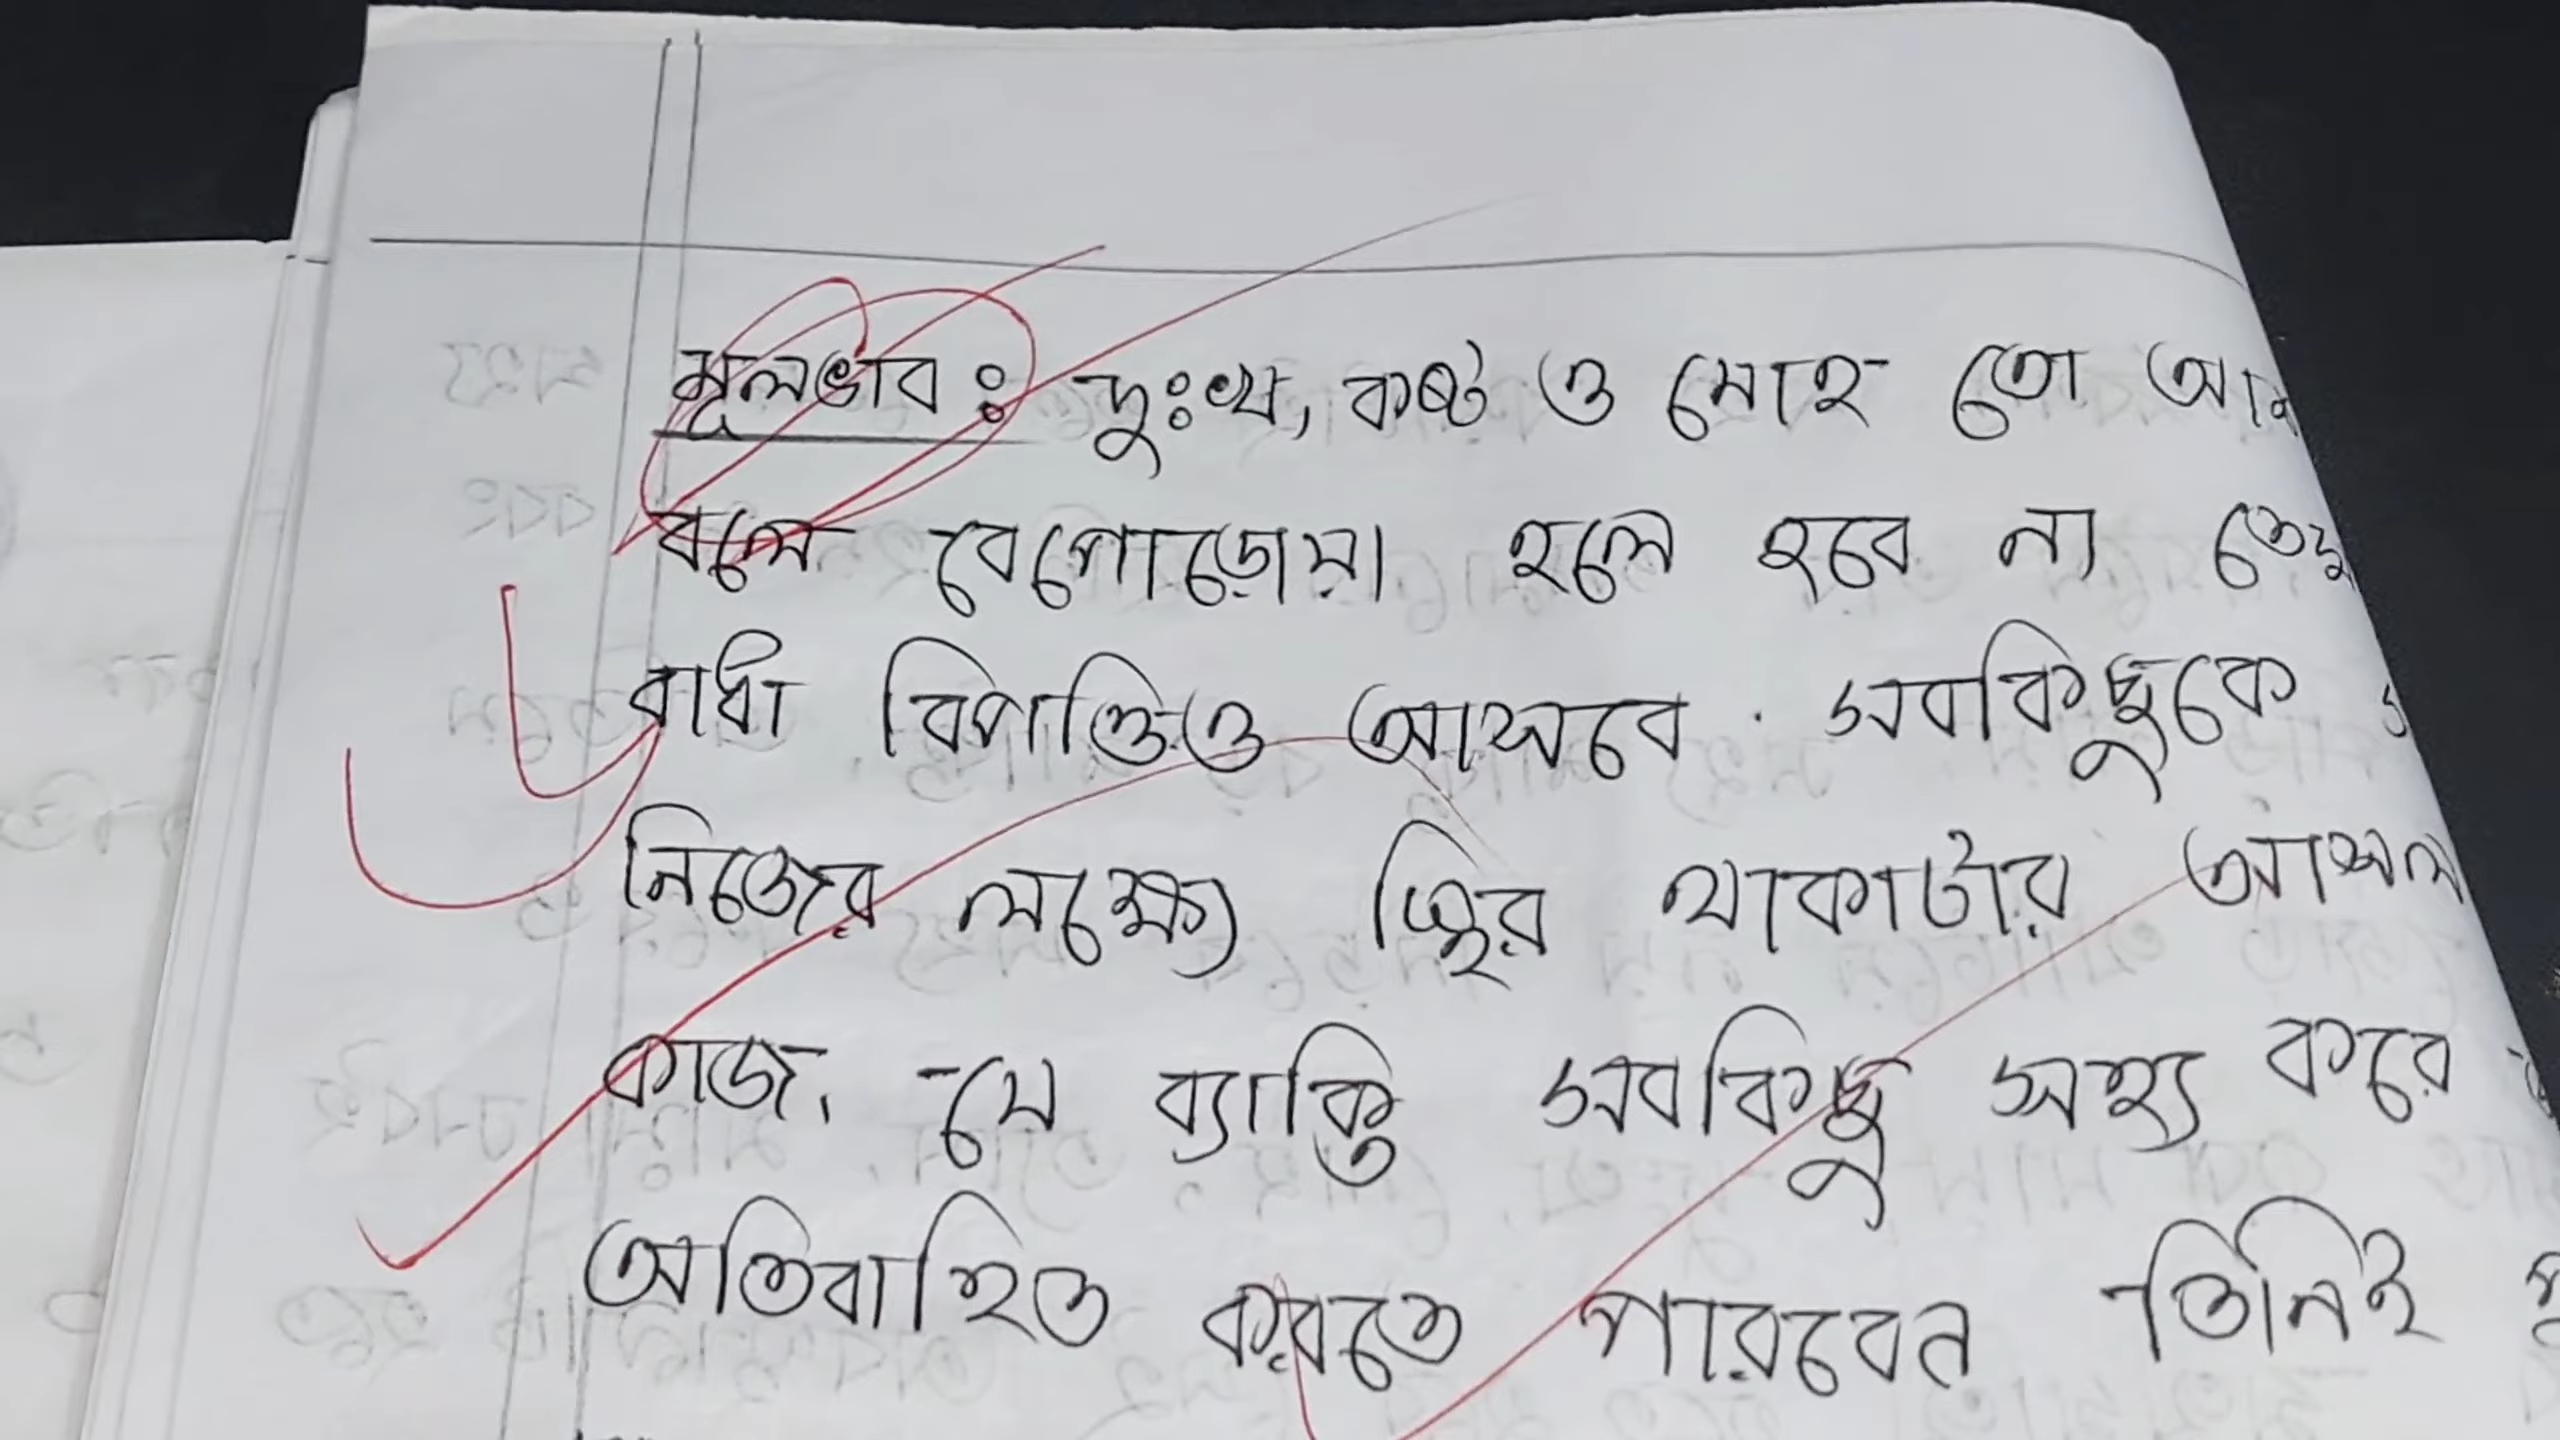 মূলভাব : দুঃখ, কষ্ট ও মোহ তো
বলে বেপোড়োয়া হলে হবে না
বাধাঁ বিপত্তিও আসবে . সবকিছুকে
নিজের লক্ষ্যে স্থির থাকাটার আসল
কাজ. যে ব্যাক্তি সবকিছু সহ্য করে
অতিবাহিত করতে পারবেন তিনিই